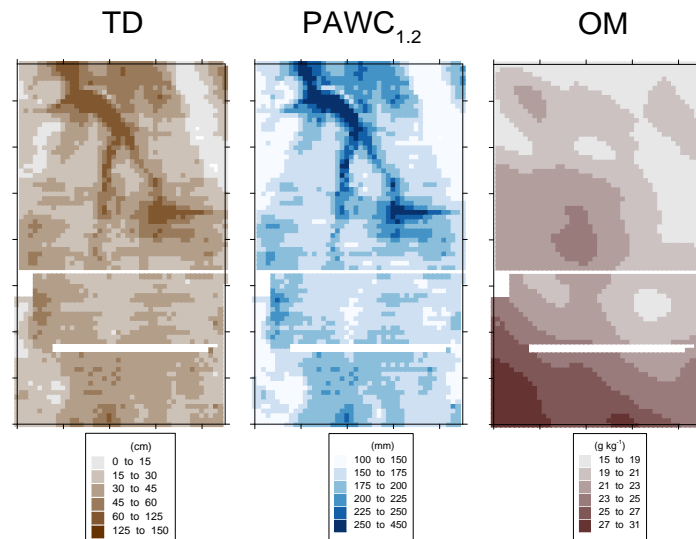 TD
PAWC1.2
OM
(cm)
0 to 15
15 to 30
30 to 45
45 to 60
60 to 125
125 to 150
(mm)
100 to 150
150 to 175
175 to 200
200 to 225
225 to 250
250 to 450
(g kg-1)
15 to 19
19 to 21
21 to 23
23 to 25
25 to 27
27 to 31